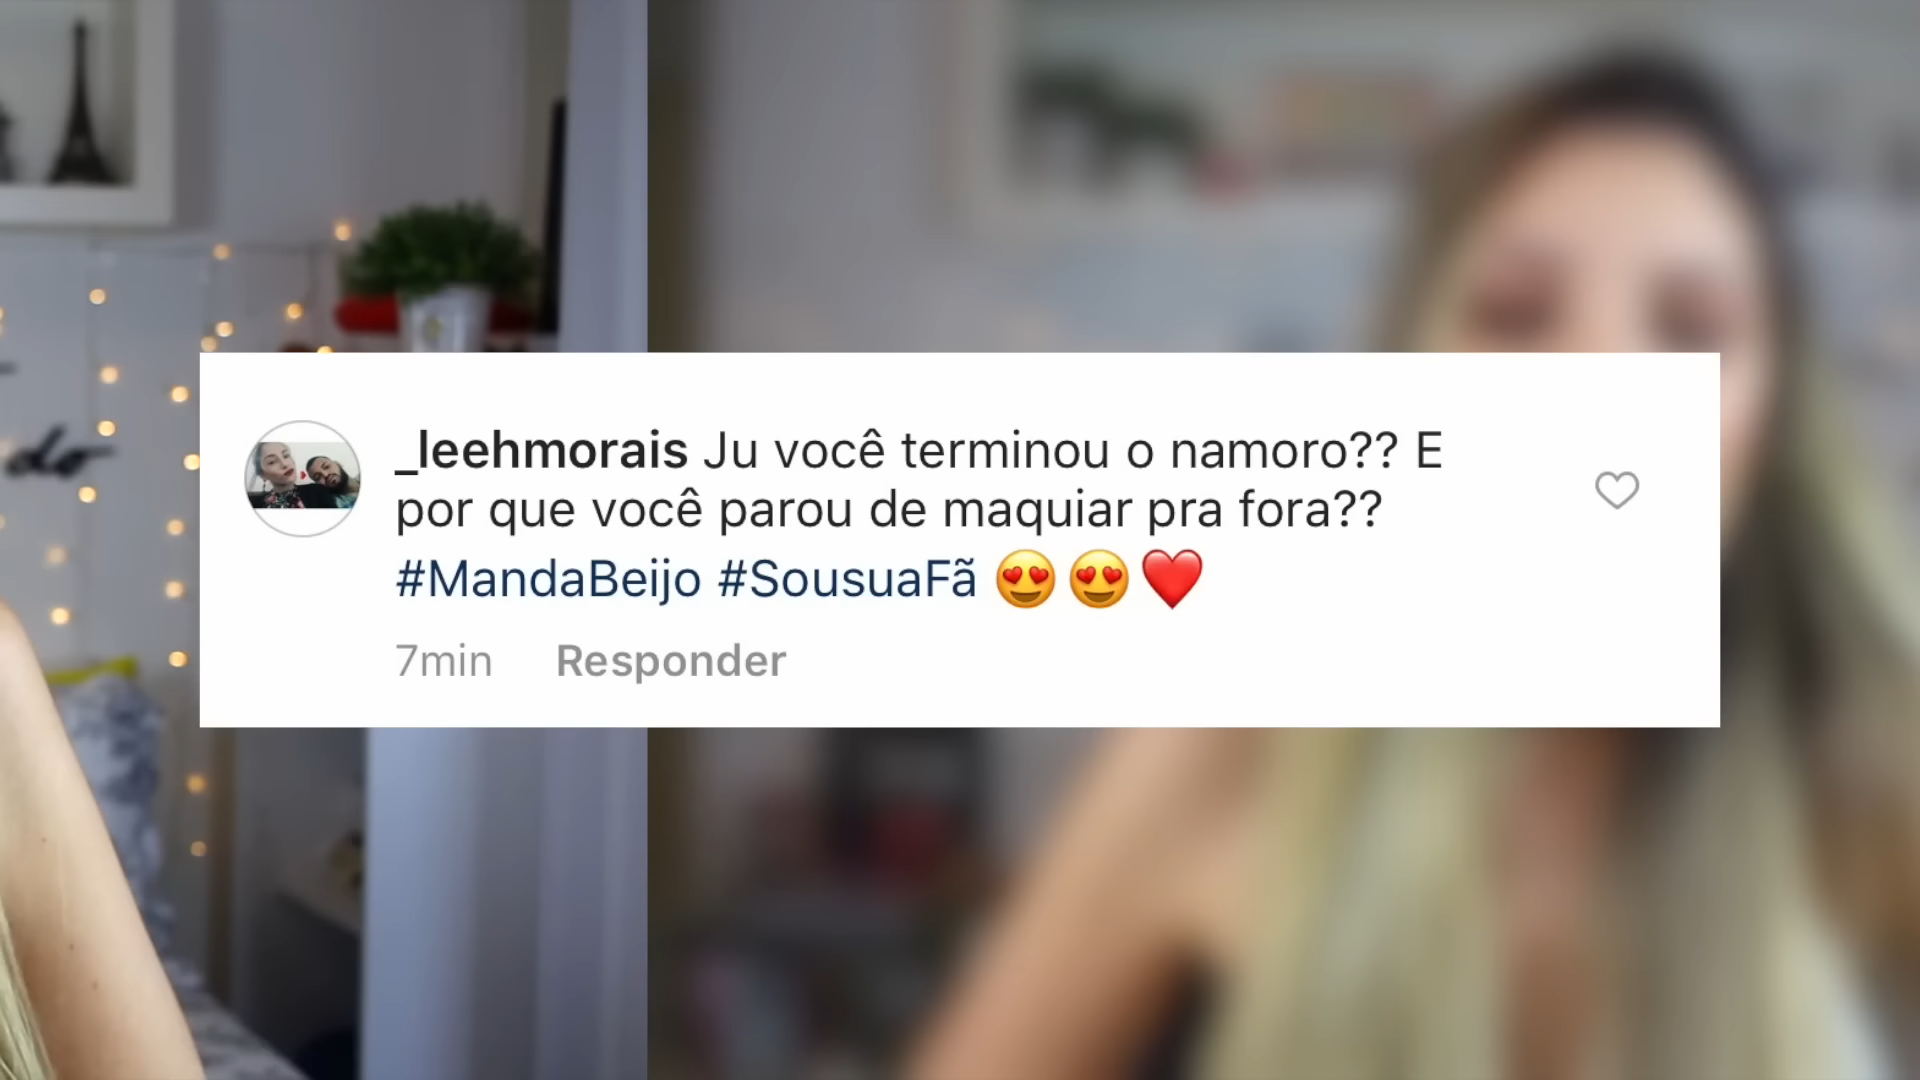 _leehmorais Ju você terminou o namoro?? E
por que você parou de maquiar pra fora??
#MandaBeijo #SousuaFã 😍😍❤️
7min Responder